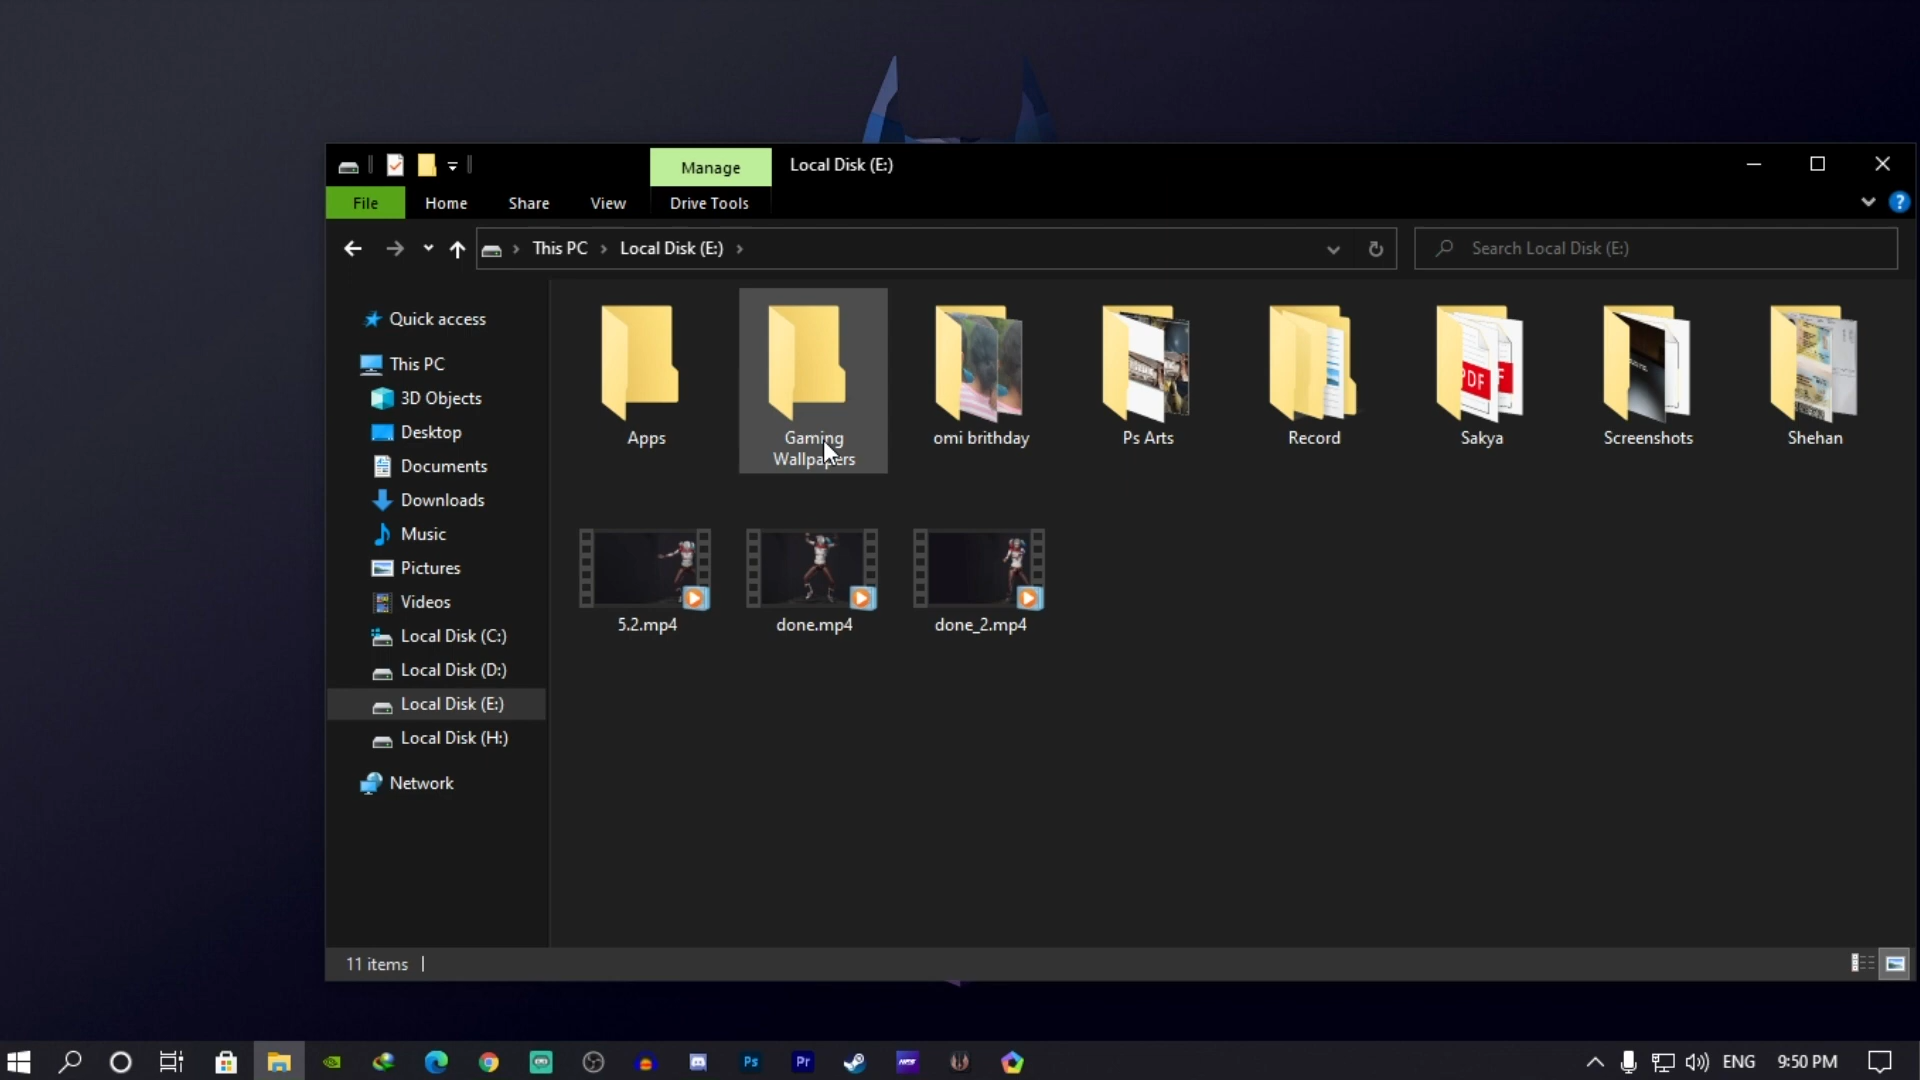 Manage
Local Disk (E:)
File
Home
Share
View
Drive Tools
?
This PC
Local Disk (E:)
Search Local Disk (E:)
Quick access
This PC
3D Objects
Desktop
Documents
Downloads
Music
Pictures
Videos
Local Disk (C:)
Local Disk (D:)
Local Disk (E:)
Local Disk (H:)
Network
Apps
Gaming
Wallpapers
omi brithday
Ps Arts
Record
PDF
Sakya
Screenshots
Shehan
5.2.mp4
done.mp4
done_2.mp4
11 items
Ps
Pr
ENG
9:50 PM